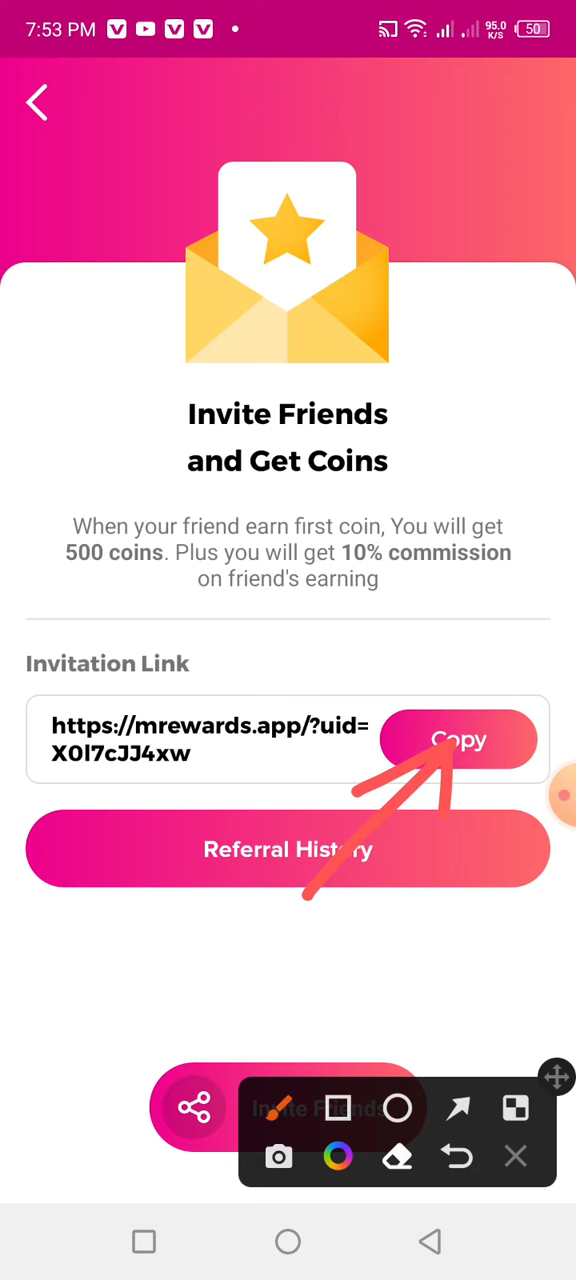 7:53 PM
95.0
K/S
50
Invite Friends
and Get Coins
When your friend earn first coin, You will get
500 coins. Plus you will get 10% commission
on friend's earning
Invitation Link
https://mrewards.app/?uid=
X0l7cJJ4xw
Copy
Referral History
Invite Friends